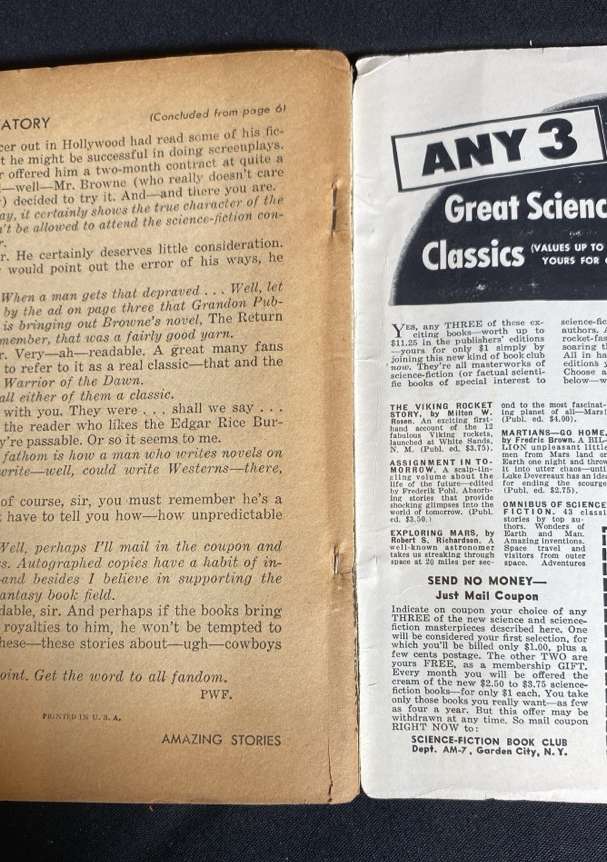 ATORY
(Concluded from page 6)
cer out in Hollywood had read some of his fic-
t he might be successful in doing screenplays.
r offered him a two-month contract at quite a
l—well—Mr. Browne (who really doesn't care
r) decided to try it. And—and there you are.
ay, it certainly shows the true character of the
n't be allowed to attend the science-fiction con-
r.
r. He certainly deserves little consideration.
would point out the error of his ways, he
When a man gets that depraved . . . Well, let
by the ad on page three that Grandon Pub-
is bringing out Browne's novel, The Return
member, that was a fairly good yarn.
r. Very—ah—readable. A great many fans
to refer to it as a real classic—that and the
Warrior of the Dawn.
all either of them a classic.
with you. They were . . . shall we say . . .
the reader who likes the Edgar Rice Bur-
y're passable. Or so it seems to me.
fathom is how a man who writes novels on
write—well, could write Westerns—there,
of course, sir, you must remember he's a
t have to tell you how—how unpredictable
Well, perhaps I'll mail in the coupon and
s. Autographed copies have a habit of in-
—and besides I believe in supporting the
antasy book field.
dable, sir. And perhaps if the books bring
royalties to him, he won't be tempted to
hese—these stories about—ugh—cowboys
oint. Get the word to all fandom.
PWF.
PRINTED IN U. S. A.
AMAZING STORIES
ANY 3
Great Scienc
Classics (VALUES UP TO
YOURS FOR
YES, any THREE of these ex-
citing books—worth up to
$11.25 in the publishers' editions
—yours for only $1 simply by
joining this new kind of book club
now. They're all masterworks of
science-fiction (or factual scienti-
fic books of special interest to
science-fic
authors. A
rocket-fas
soaring th
All in ha
editions y
Choose a
below—w
THE VIKING ROCKET
STORY, by Milton W.
Rosen. An exciting first-
hand account of the 12
fabulous Viking rockets,
launched at White Sands,
N. M. (Publ. ed. $3.75).
ASSIGNMENT IN TO-
MORROW. A scalp-tin-
gling volume about the
life of the future—edited
by Frederik Pohl. Absorb-
ing stories that provide
shocking glimpses into the
world of tomorrow. (Publ.
ed. $3.50.)
EXPLORING MARS, by
Robert S. Richardson. A
well-known astronomer
takes us streaking through
space at 20 miles per sec-
ond to the most fascinat-
ing planet of all—Mars!
(Publ. ed. $4.00).
MARTIANS—GO HOME,
by Fredric Brown. A BIL-
LION unpleasant little
men from Mars land on
Earth one night and throw
it into utter chaos—until
Luke Devereaux has an idea
for ending the scourge
(Publ. ed. $2.75).
OMNIBUS OF SCIENCE
FICTION. 43 classic
stories by top au-
thors. Wonders of
Earth and Man.
Amazing inventions.
Space travel and
visitors from outer
space. Adventures
SEND NO MONEY—
Just Mail Coupon
Indicate on coupon your choice of any
THREE of the new science and science-
fiction masterpieces described here. One
will be considered your first selection, for
which you'll be billed only $1.00, plus a
few cents postage. The other TWO are
yours FREE, as a membership GIFT.
Every month you will be offered the
cream of the new $2.50 to $3.75 science-
fiction books—for only $1 each. You take
only those books you really want—as few
as four a year. But this offer may be
withdrawn at any time. So mail coupon
RIGHT NOW to:
SCIENCE-FICTION BOOK CLUB
Dept. AM-7, Garden City, N. Y.